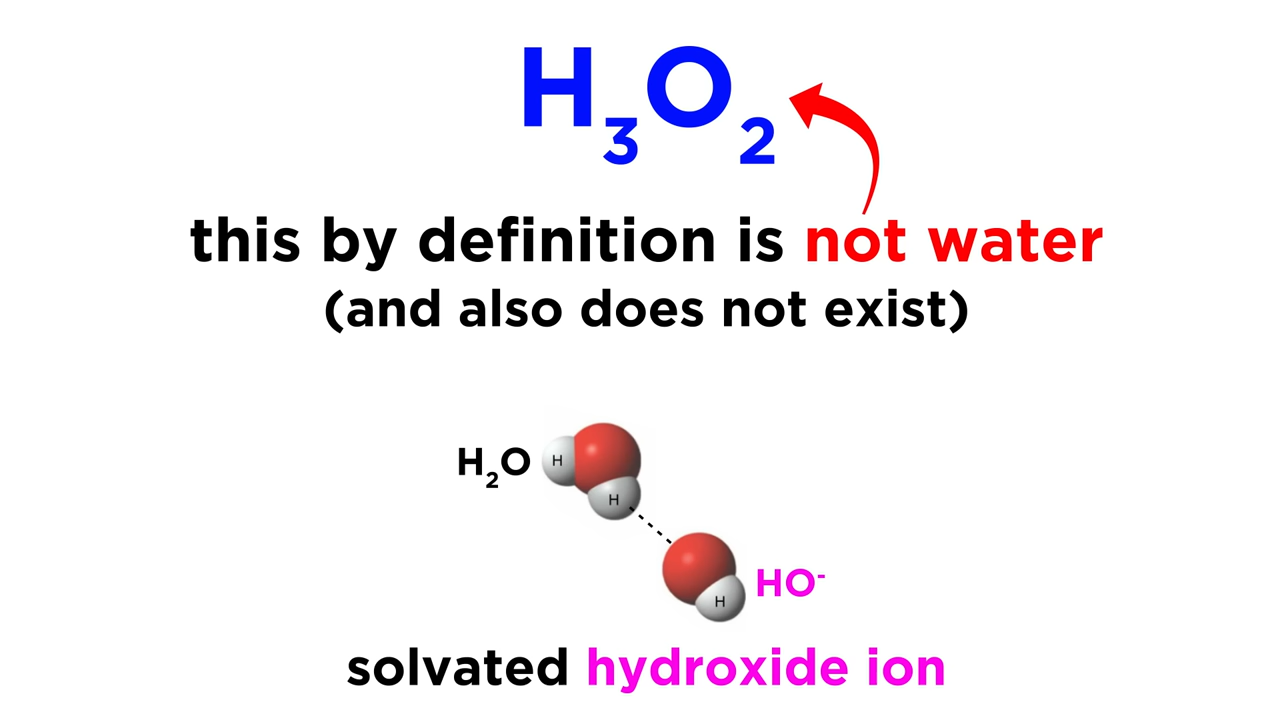 H₃O₂
this by definition is not water
(and also does not exist)
H₂O
H
H
H
HO⁻
solvated hydroxide ion